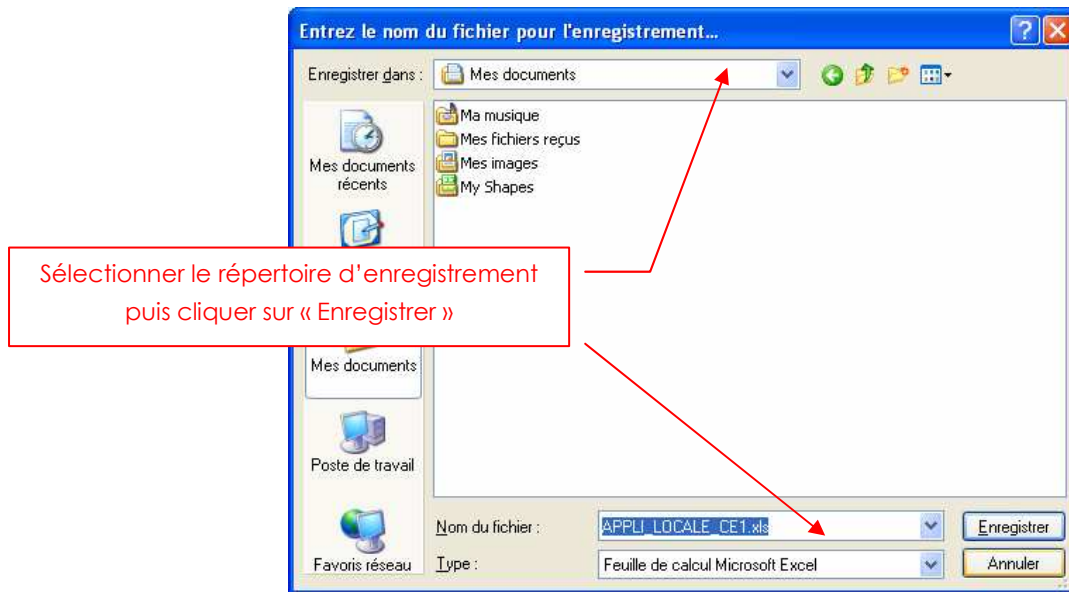 Entrez le nom du fichier pour l'enregistrement...
Enregistrer dans :
Mes documents
Ma musique
Mes fichiers reçus
Mes images
My Shapes
Mes documents
récents
Sélectionner le répertoire d’enregistrement
puis cliquer sur « Enregistrer »
Mes documents
Poste de travail
Favoris réseau
Nom du fichier :
APPLI_LOCALE_CE1.xls
Enregistrer
Type :
Feuille de calcul Microsoft Excel
Annuler